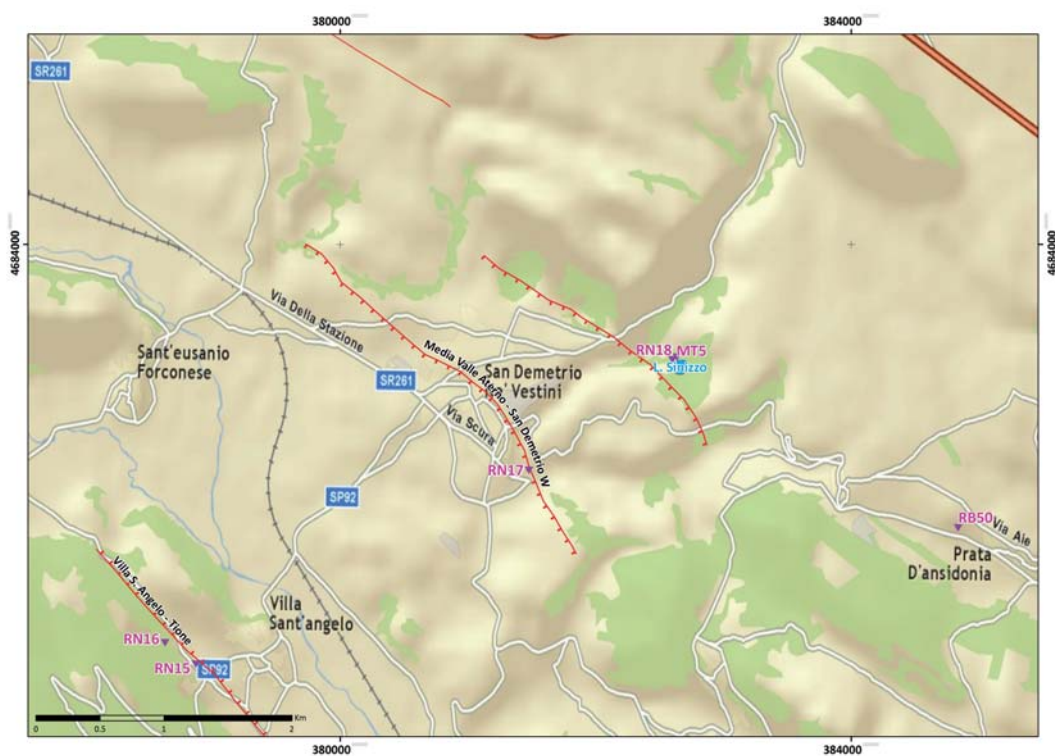 380000
384000
SR261
4684000
4684000
Via Della Stazione
Sant'eusanio
Forconese
Media Valle Aterno - San Demetrio W
San Demetrio
Vestini
RN18
MT5
L. Sinizzo
SR261
Via Scura
RN17
SP92
RB50
Via Aie
Prata
D'ansidonia
Villa S. Angelo - Tione
Villa
Sant'angelo
RN16
RN15
SP92
Km
0
0.5
1
2
380000
384000